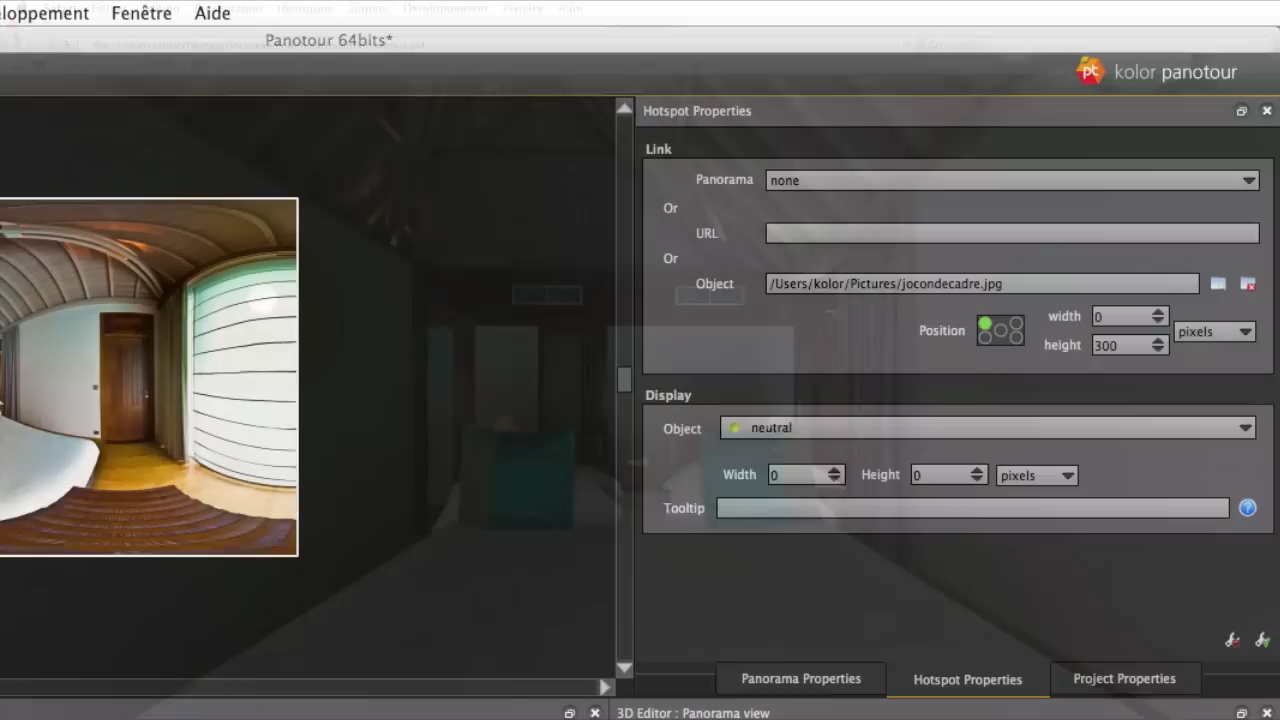 loppement Fenêtre Aide
Panotour 64bits*
pt kolor panotour
Hotspot Properties
Link
Panorama none
Or
URL
Or
Object /Users/kolor/Pictures/jocondecadre.jpg
Position width 0 pixels
height 300
Display
Object neutral
Width 0 Height 0 pixels
Tooltip ?
Panorama Properties Hotspot Properties Project Properties
3D Editor : Panorama view